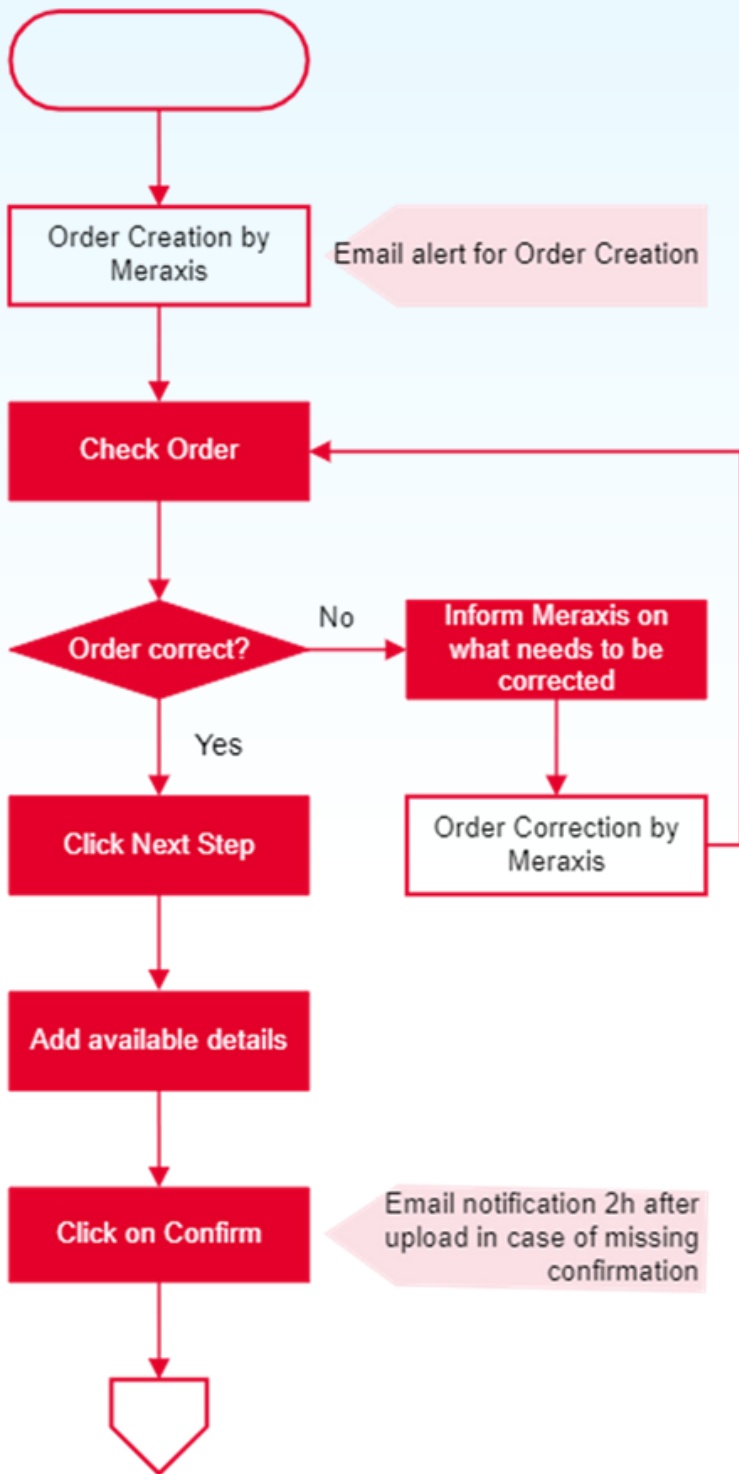 Order Creation by
Meraxis
Email alert for Order Creation
Check Order
Order correct?
No
Inform Meraxis on
what needs to be
corrected
Yes
Click Next Step
Order Correction by
Meraxis
Add available details
Click on Confirm
Email notification 2h after
upload in case of missing
confirmation